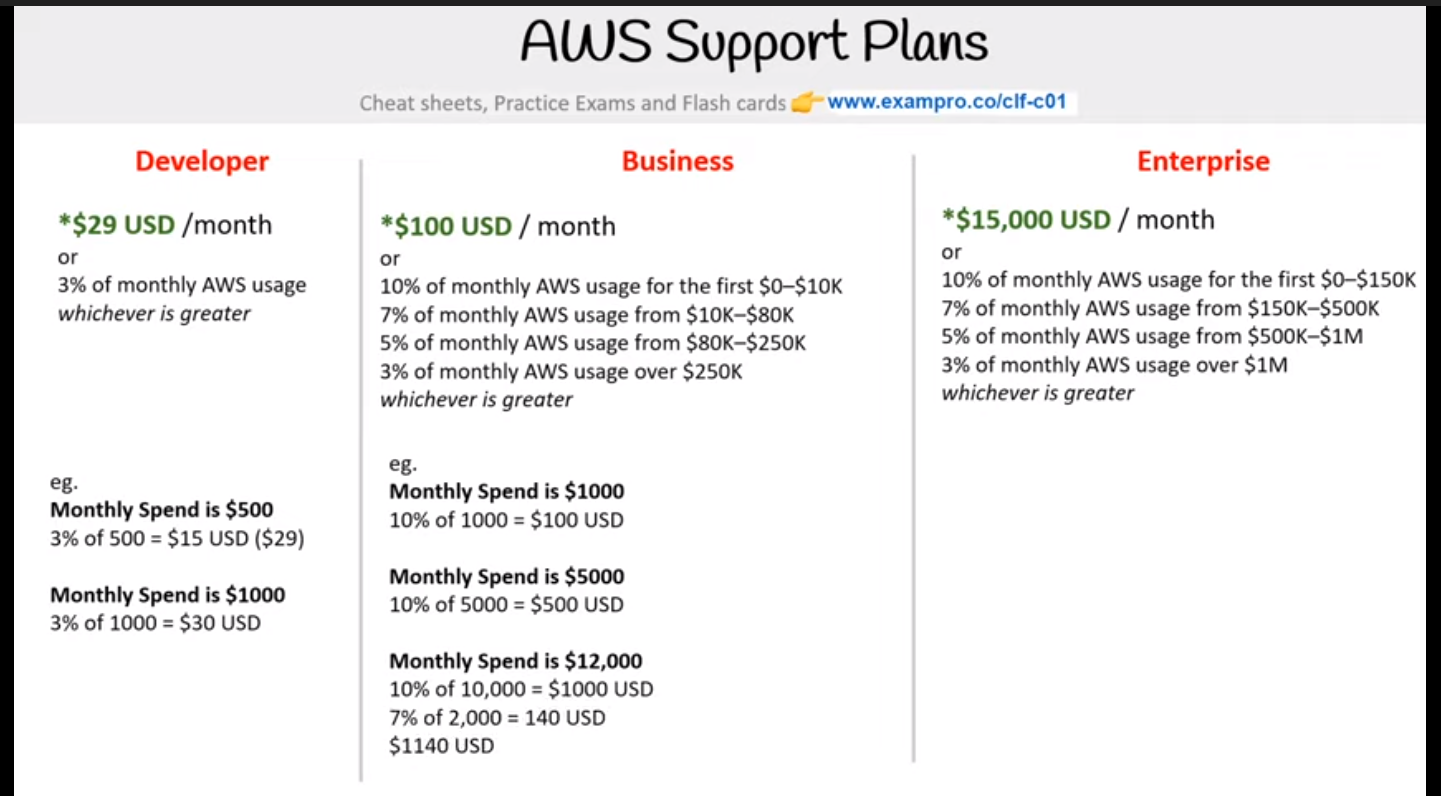 AWS Support Plans
Cheat sheets, Practice Exams and Flash cards 👉 www.exampro.co/clf-c01
Developer
*$29 USD /month
or
3% of monthly AWS usage
whichever is greater
eg.
Monthly Spend is $500
3% of 500 = $15 USD ($29)
Monthly Spend is $1000
3% of 1000 = $30 USD
Business
*$100 USD / month
or
10% of monthly AWS usage for the first $0–$10K
7% of monthly AWS usage from $10K–$80K
5% of monthly AWS usage from $80K–$250K
3% of monthly AWS usage over $250K
whichever is greater
eg.
Monthly Spend is $1000
10% of 1000 = $100 USD
Monthly Spend is $5000
10% of 5000 = $500 USD
Monthly Spend is $12,000
10% of 10,000 = $1000 USD
7% of 2,000 = 140 USD
$1140 USD
Enterprise
*$15,000 USD / month
or
10% of monthly AWS usage for the first $0–$150K
7% of monthly AWS usage from $150K–$500K
5% of monthly AWS usage from $500K–$1M
3% of monthly AWS usage over $1M
whichever is greater